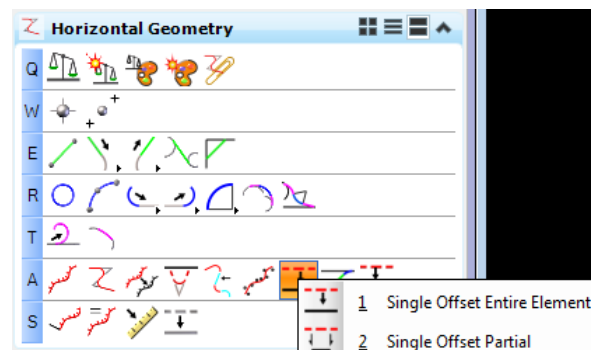 Horizontal Geometry
Q
W
E
R
T
A
1 Single Offset Entire Element
2 Single Offset Partial
S